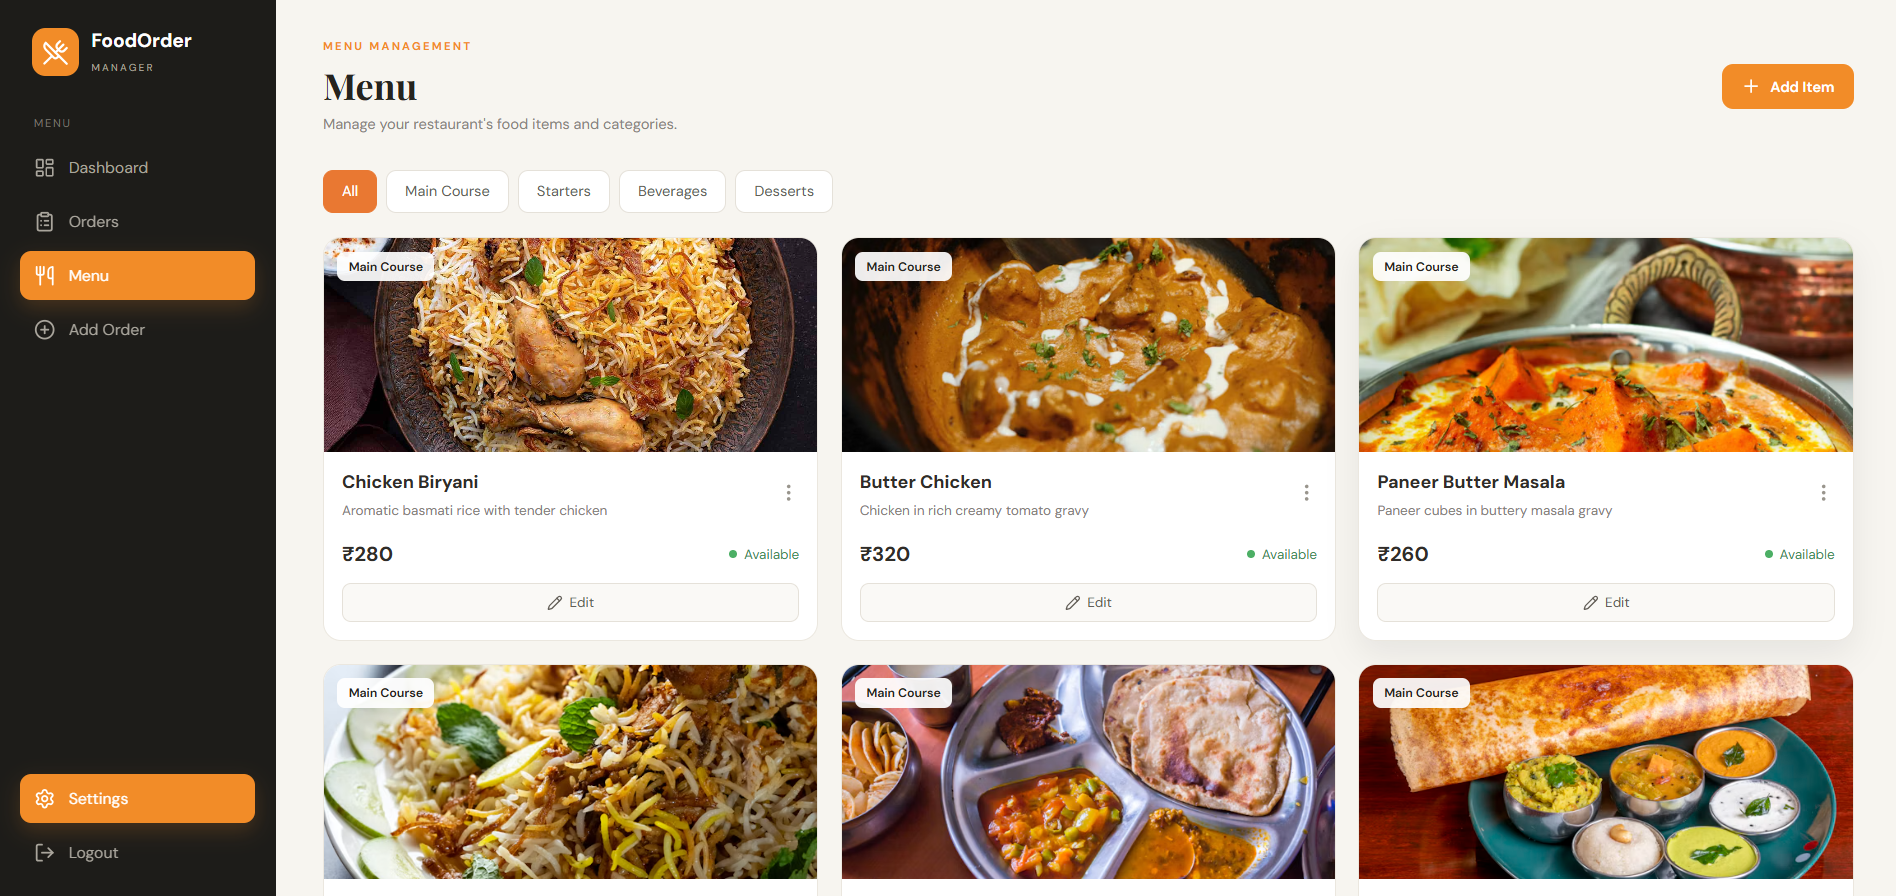 FoodOrder
MANAGER
MENU
Dashboard
Orders
Menu
Add Order
Settings
Logout
MENU MANAGEMENT
Menu
Manage your restaurant's food items and categories.
Add Item
All
Main Course
Starters
Beverages
Desserts
Main Course
Chicken Biryani
Aromatic basmati rice with tender chicken
₹280
Available
Edit
Main Course
Butter Chicken
Chicken in rich creamy tomato gravy
₹320
Available
Edit
Main Course
Paneer Butter Masala
Paneer cubes in buttery masala gravy
₹260
Available
Edit
Main Course
Main Course
Main Course